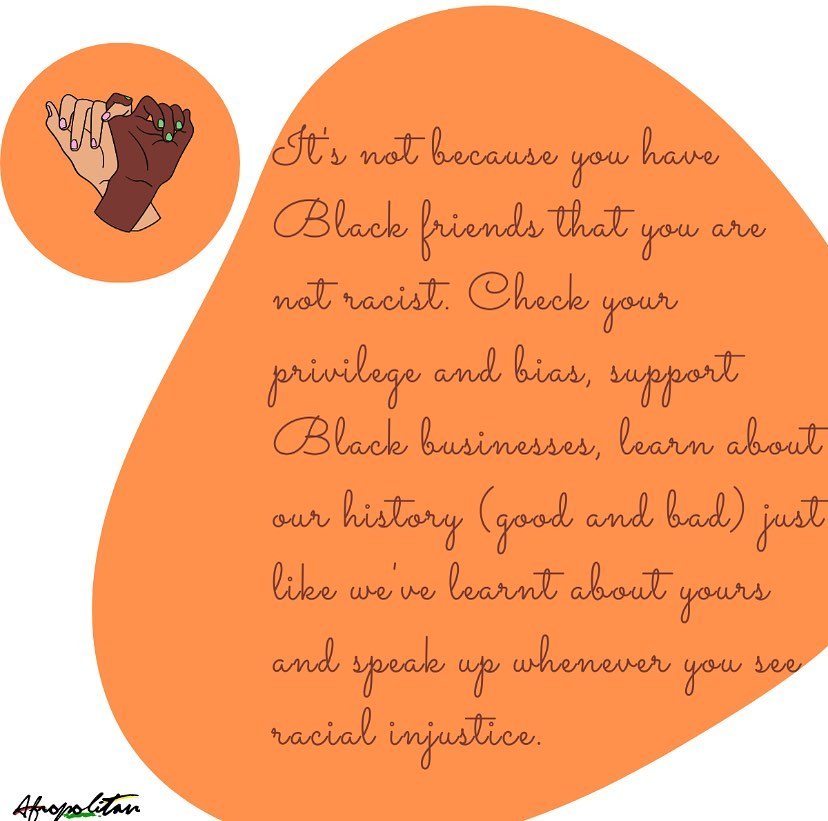 It's not because you have
Black friends that you are
not racist. Check your
privilege and bias, support
Black businesses, learn about
our history (good and bad) just
like we've learnt about yours
and speak up whenever you see
racial injustice.
Afropolitan